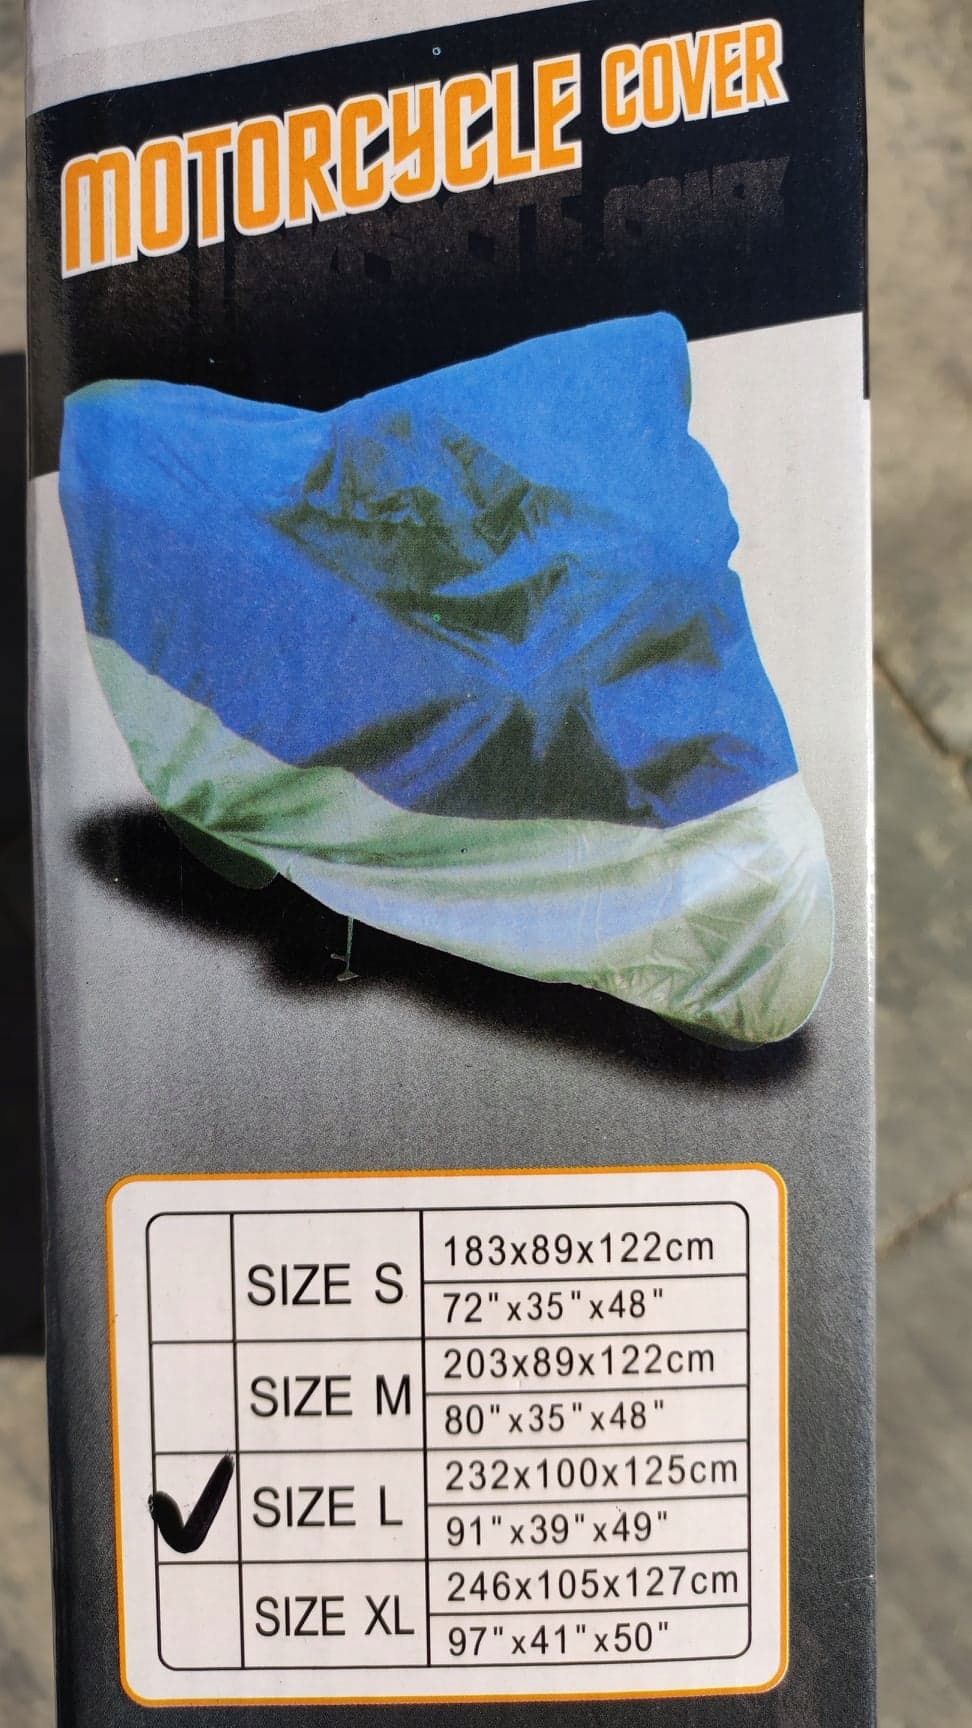 MOTORCYCLE COVER
SIZE S
183x89x122cm
72"x35"x48"
SIZE M
203x89x122cm
80"x35"x48"
SIZE L
232x100x125cm
91"x39"x49"
SIZE XL
246x105x127cm
97"x41"x50"